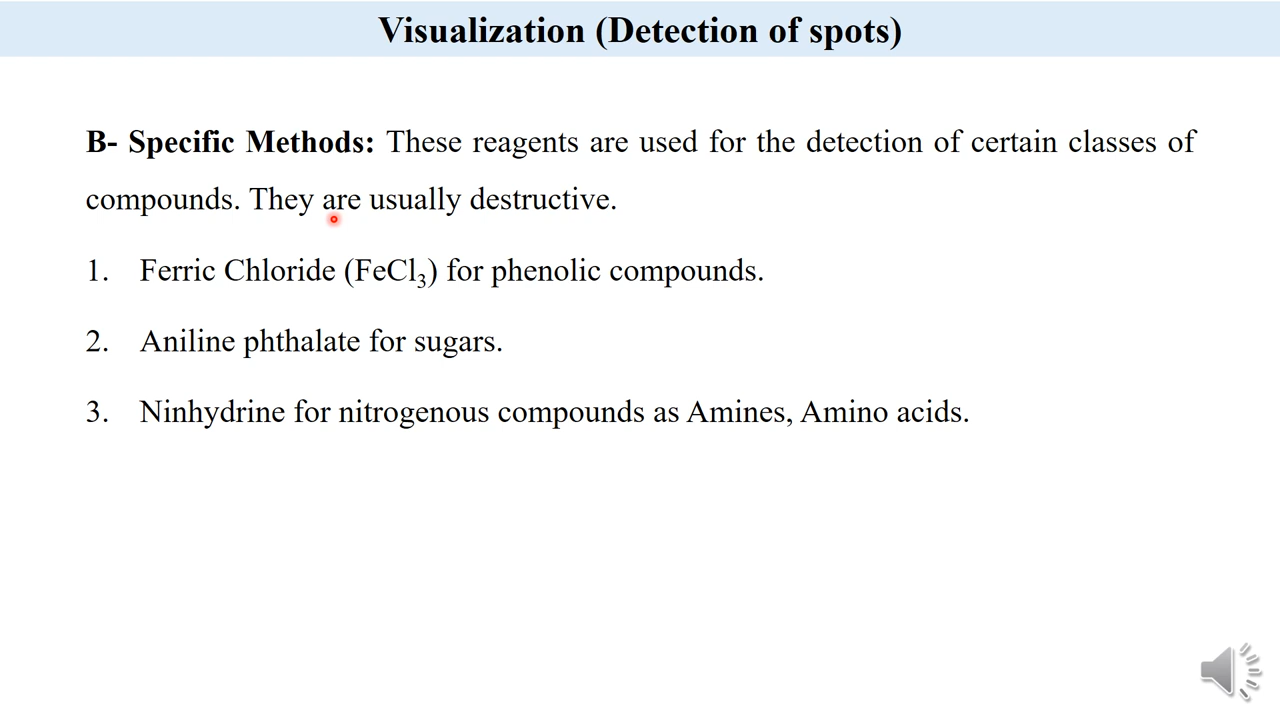 Visualization (Detection of spots)
B- Specific Methods: These reagents are used for the detection of certain classes of
compounds. They are usually destructive.
1. Ferric Chloride (FeCl₃) for phenolic compounds.
2. Aniline phthalate for sugars.
3. Ninhydrine for nitrogenous compounds as Amines, Amino acids.